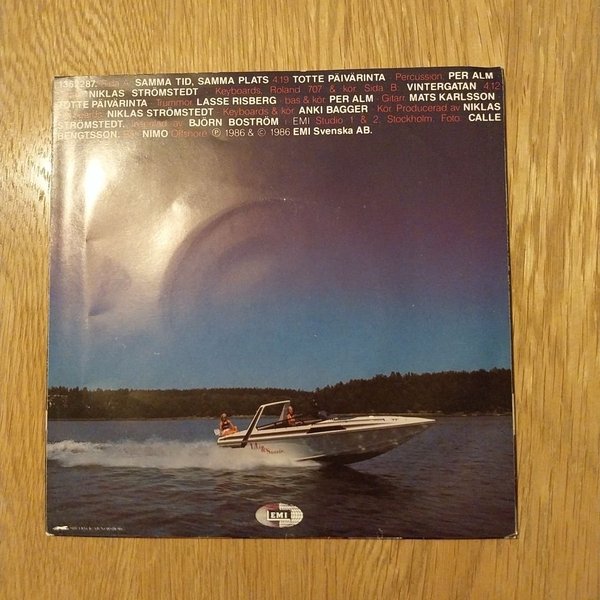 1362287. Sida A: SAMMA TID, SAMMA PLATS 4.19 TOTTE PÄIVÄRINTA Percussion, PER ALM
NIKLAS STRÖMSTEDT Keyboards, Roland 707 & kör. Sida B: VINTERGATAN 4.12
TOTTE PÄIVÄRINTA Trummor, LASSE RISBERG bas & kör PER ALM Gitarr, MATS KARLSSON
NIKLAS STRÖMSTEDT Keyboards & kör ANKI BAGGER Kör Producerad av NIKLAS
STRÖMSTEDT. av BJÖRN BOSTRÖM i EMI Studio 1 & 2, Stockholm. Foto CALLE
BENGTSSON. NIMO Offshore ℗ 1986 & © 1986 EMI Svenska AB.
EMI